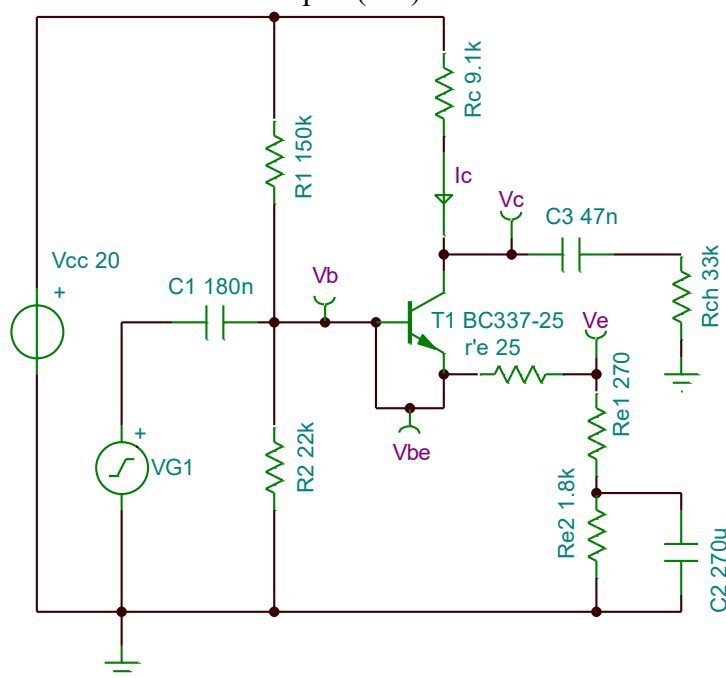 Rc 9.1k
R1 150k
Ic
Vc
C3 47n
Vcc 20
+
C1 180n
Vb
Rch 33k
T1 BC337-25
r'e 25
Ve
Re1 270
+
VG1
R2 22k
Vbe
Re2 1.8k
C2 270u